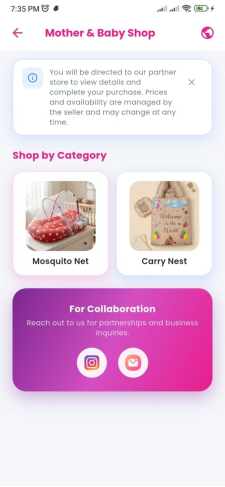 7:35 PM
Mother & Baby Shop
You will be directed to our partner
store to view details and
complete your purchase. Prices
and availability are managed by
the seller and may change at any
time.
Shop by Category
Welcome
to the
World
Mosquito Net
Carry Nest
For Collaboration
Reach out to us for partnerships and business
inquiries.